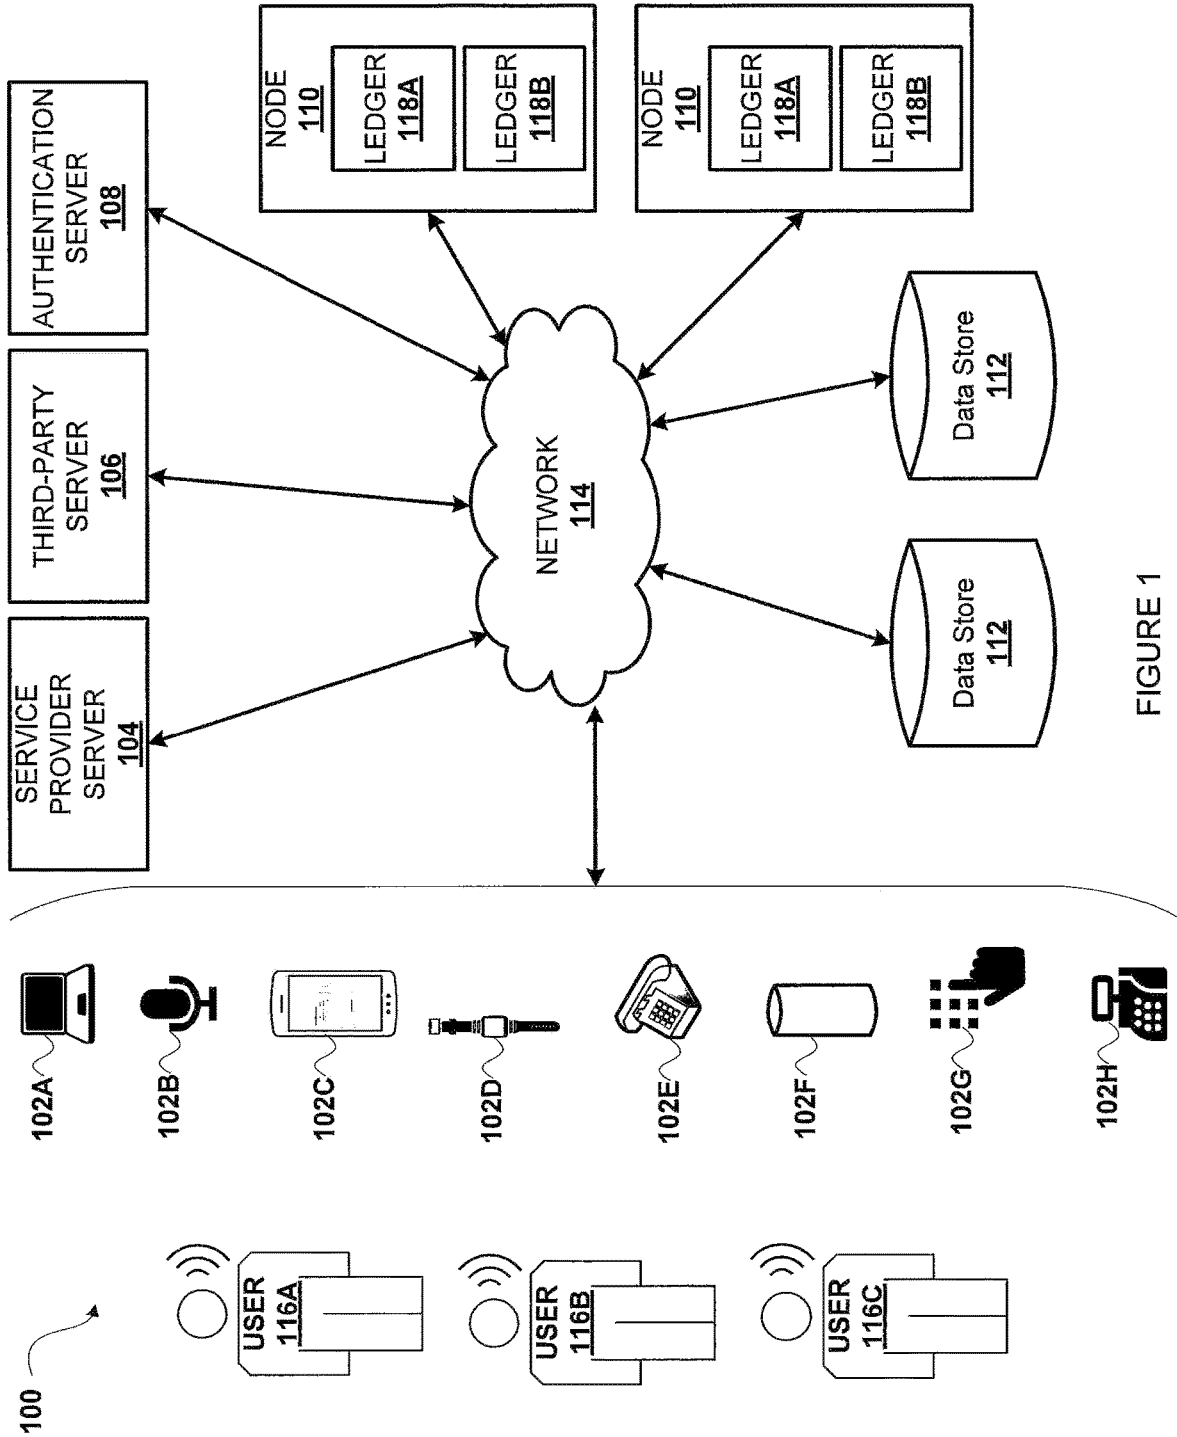 100
USER
116A
USER
116B
USER
116C
102A
102B
102C
102D
102E
102F
102G
102H
SERVICE
PROVIDER
SERVER
104
THIRD-PARTY
SERVER
106
AUTHENTICATION
SERVER
108
NETWORK
114
NODE
110
LEDGER
118A
LEDGER
118B
NODE
110
LEDGER
118A
LEDGER
118B
Data Store
112
Data Store
112
FIGURE 1